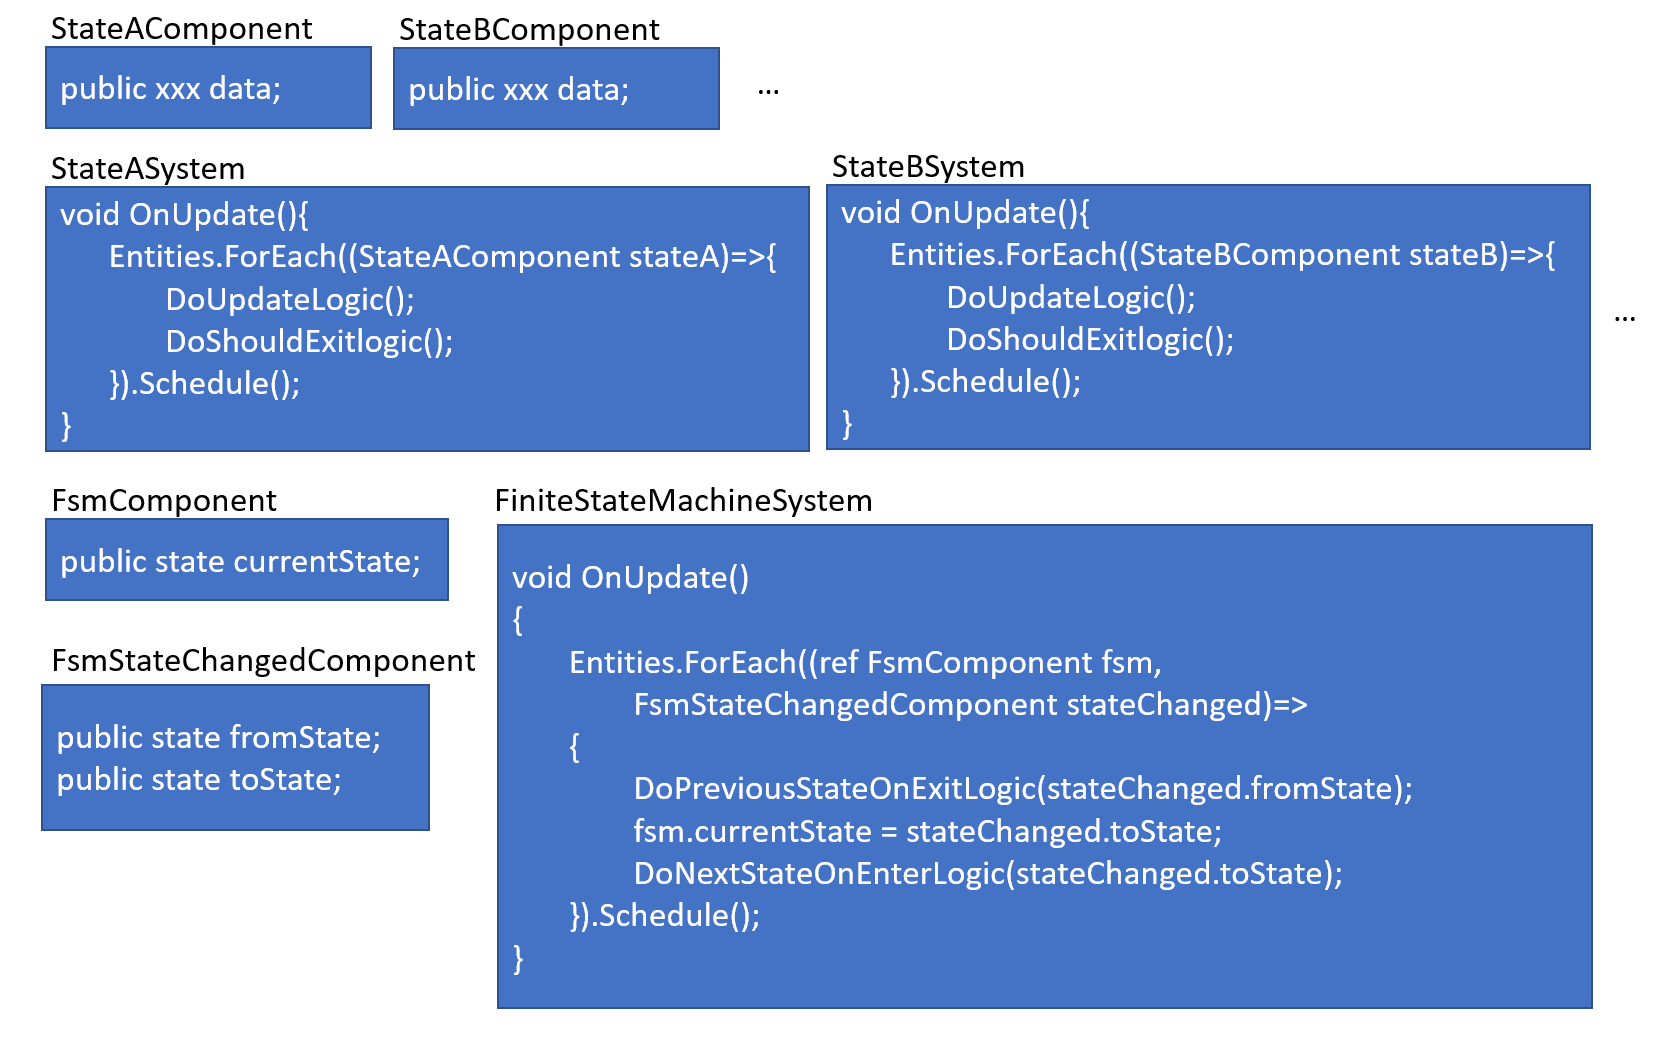 StateAComponent
public xxx data;
StateBComponent
public xxx data;
...
StateASystem
void OnUpdate(){
Entities.ForEach((StateAComponent stateA)=>{
DoUpdateLogic();
DoShouldExitlogic();
}).Schedule();
}
StateBSystem
void OnUpdate(){
Entities.ForEach((StateBComponent stateB)=>{
DoUpdateLogic();
DoShouldExitlogic();
}).Schedule();
}
...
FsmComponent
public state currentState;
FsmStateChangedComponent
public state fromState;
public state toState;
FiniteStateMachineSystem
void OnUpdate()
{
Entities.ForEach((ref FsmComponent fsm,
FsmStateChangedComponent stateChanged)=>
{
DoPreviousStateOnExitLogic(stateChanged.fromState);
fsm.currentState = stateChanged.toState;
DoNextStateOnEnterLogic(stateChanged.toState);
}).Schedule();
}